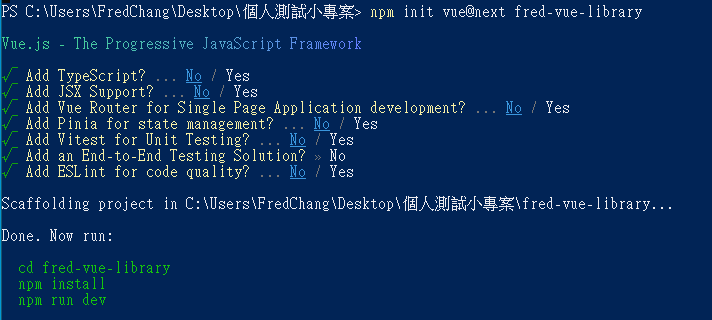 PS C:\Users\FredChang\Desktop\個人測試小專案> npm init vue@next fred-vue-library
Vue.js - The Progressive JavaScript Framework
√ Add TypeScript? ... No / Yes
√ Add JSX Support? ... No / Yes
√ Add Vue Router for Single Page Application development? ... No / Yes
√ Add Pinia for state management? ... No / Yes
√ Add Vitest for Unit Testing? ... No / Yes
√ Add an End-to-End Testing Solution? » No
√ Add ESLint for code quality? ... No / Yes
Scaffolding project in C:\Users\FredChang\Desktop\個人測試小專案\fred-vue-library...
Done. Now run:
cd fred-vue-library
npm install
npm run dev